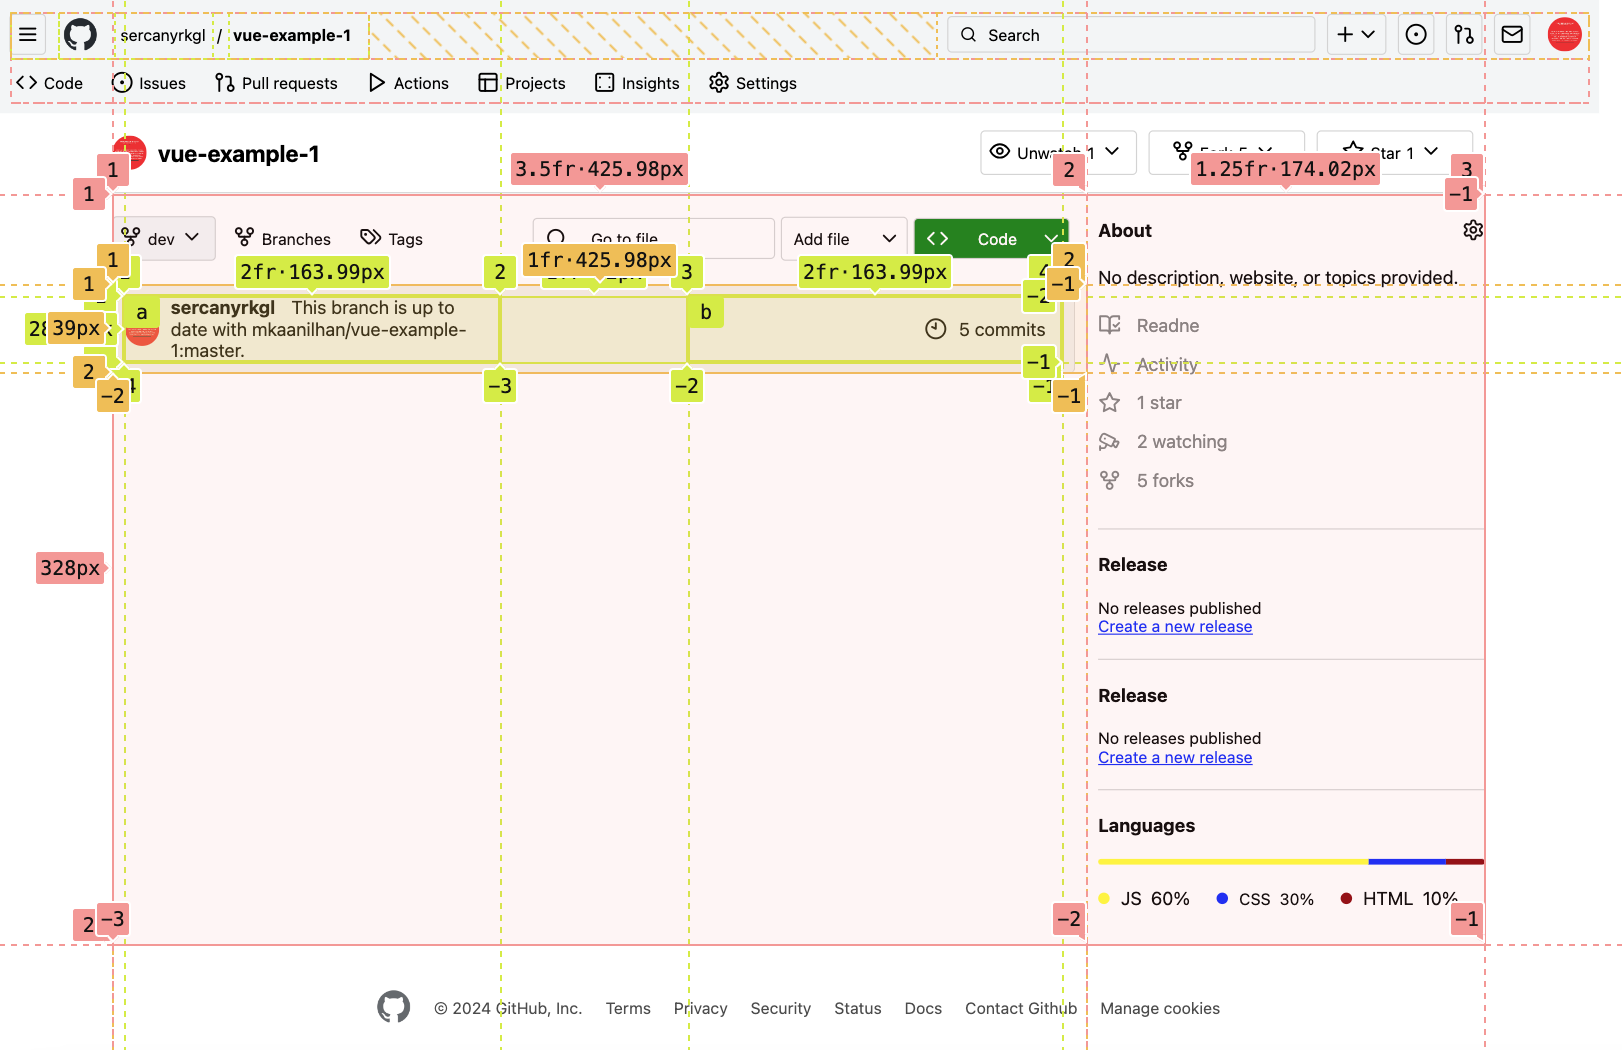 sercanyrkgl / vue-example-1
Search
Code Issues Pull requests Actions Projects Insights Settings
vue-example-1
Unwatch 1
Fork 5
Star 1
1 3.5fr·425.98px 2 1.25fr·174.02px 3
1 -1
dev Branches Tags Go to file Add file Code
About
No description, website, or topics provided.
1 1fr·425.98px 2
2fr·163.99px 2 3 2fr·163.99px 4
1 -1
-2
a sercanyrkgl This branch is up to date with mkaanilhan/vue-example-1:master.
b 5 commits
39px
-1
2 -2 -4 -3 -2 -1 -1
Readne
Activity
1 star
2 watching
5 forks
328px
Release
No releases published
Create a new release
Release
No releases published
Create a new release
Languages
JS 60% CSS 30% HTML 10%
2 -3 -2 -1
© 2024 GitHub, Inc. Terms Privacy Security Status Docs Contact Github Manage cookies